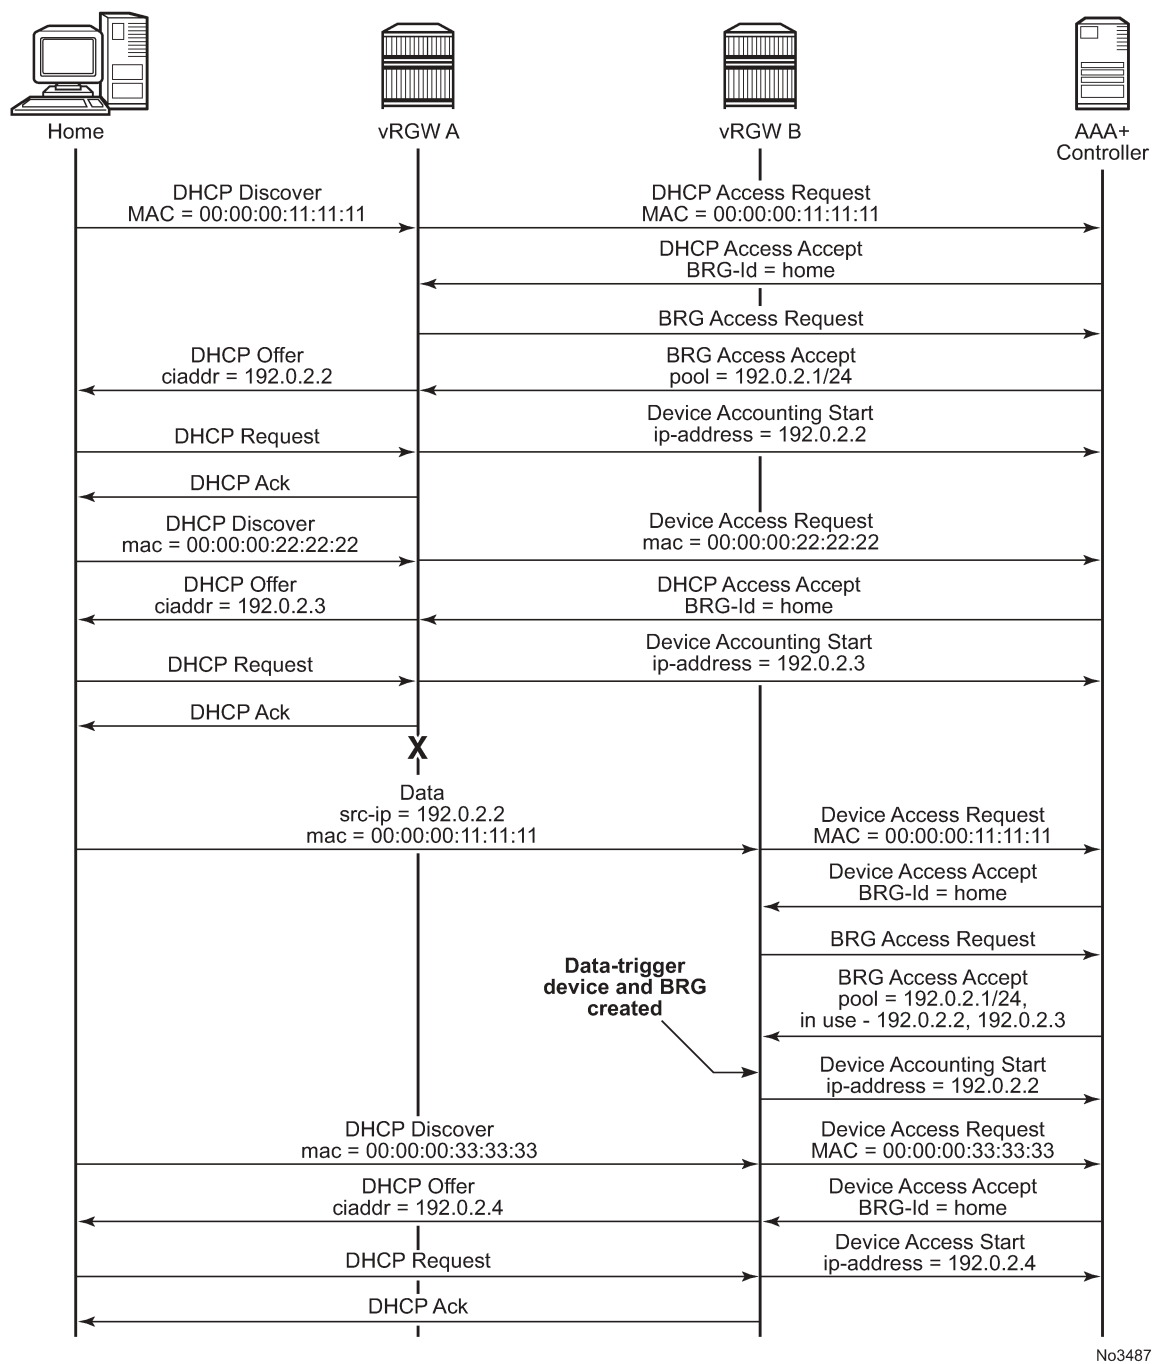 Home
vRGW A
vRGW B
AAA+
Controller
DHCP Discover
MAC = 00:00:00:11:11:11
DHCP Access Request
MAC = 00:00:00:11:11:11
DHCP Access Accept
BRG-Id = home
BRG Access Request
DHCP Offer
ciaddr = 192.0.2.2
BRG Access Accept
pool = 192.0.2.1/24
DHCP Request
Device Accounting Start
ip-address = 192.0.2.2
DHCP Ack
DHCP Discover
mac = 00:00:00:22:22:22
Device Access Request
mac = 00:00:00:22:22:22
DHCP Offer
ciaddr = 192.0.2.3
DHCP Access Accept
BRG-Id = home
DHCP Request
Device Accounting Start
ip-address = 192.0.2.3
DHCP Ack
X
Data
src-ip = 192.0.2.2
mac = 00:00:00:11:11:11
Device Access Request
MAC = 00:00:00:11:11:11
Device Access Accept
BRG-Id = home
BRG Access Request
Data-trigger
device and BRG
created
BRG Access Accept
pool = 192.0.2.1/24,
in use - 192.0.2.2, 192.0.2.3
Device Accounting Start
ip-address = 192.0.2.2
DHCP Discover
mac = 00:00:00:33:33:33
Device Access Request
MAC = 00:00:00:33:33:33
DHCP Offer
ciaddr = 192.0.2.4
Device Access Accept
BRG-Id = home
DHCP Request
Device Access Start
ip-address = 192.0.2.4
DHCP Ack
No3487